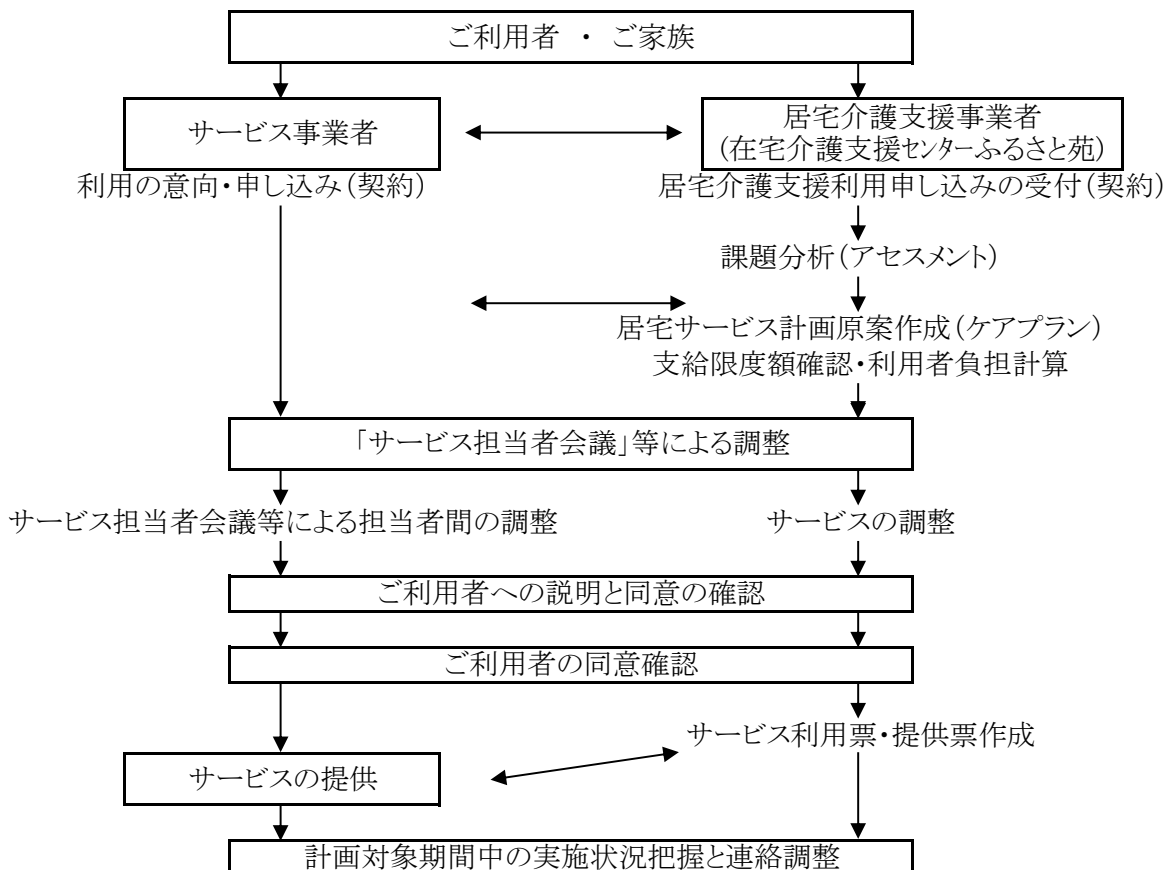 ご利用者 ・ ご家族
サービス事業者
居宅介護支援事業者
(在宅介護支援センターふるさと苑)
利用の意向・申し込み(契約)
居宅介護支援利用申し込みの受付(契約)
課題分析(アセスメント)
居宅サービス計画原案作成(ケアプラン)
支給限度額確認・利用者負担計算
「サービス担当者会議」等による調整
サービス担当者会議等による担当者間の調整
サービスの調整
ご利用者への説明と同意の確認
ご利用者の同意確認
サービス利用票・提供票作成
サービスの提供
計画対象期間中の実施状況把握と連絡調整